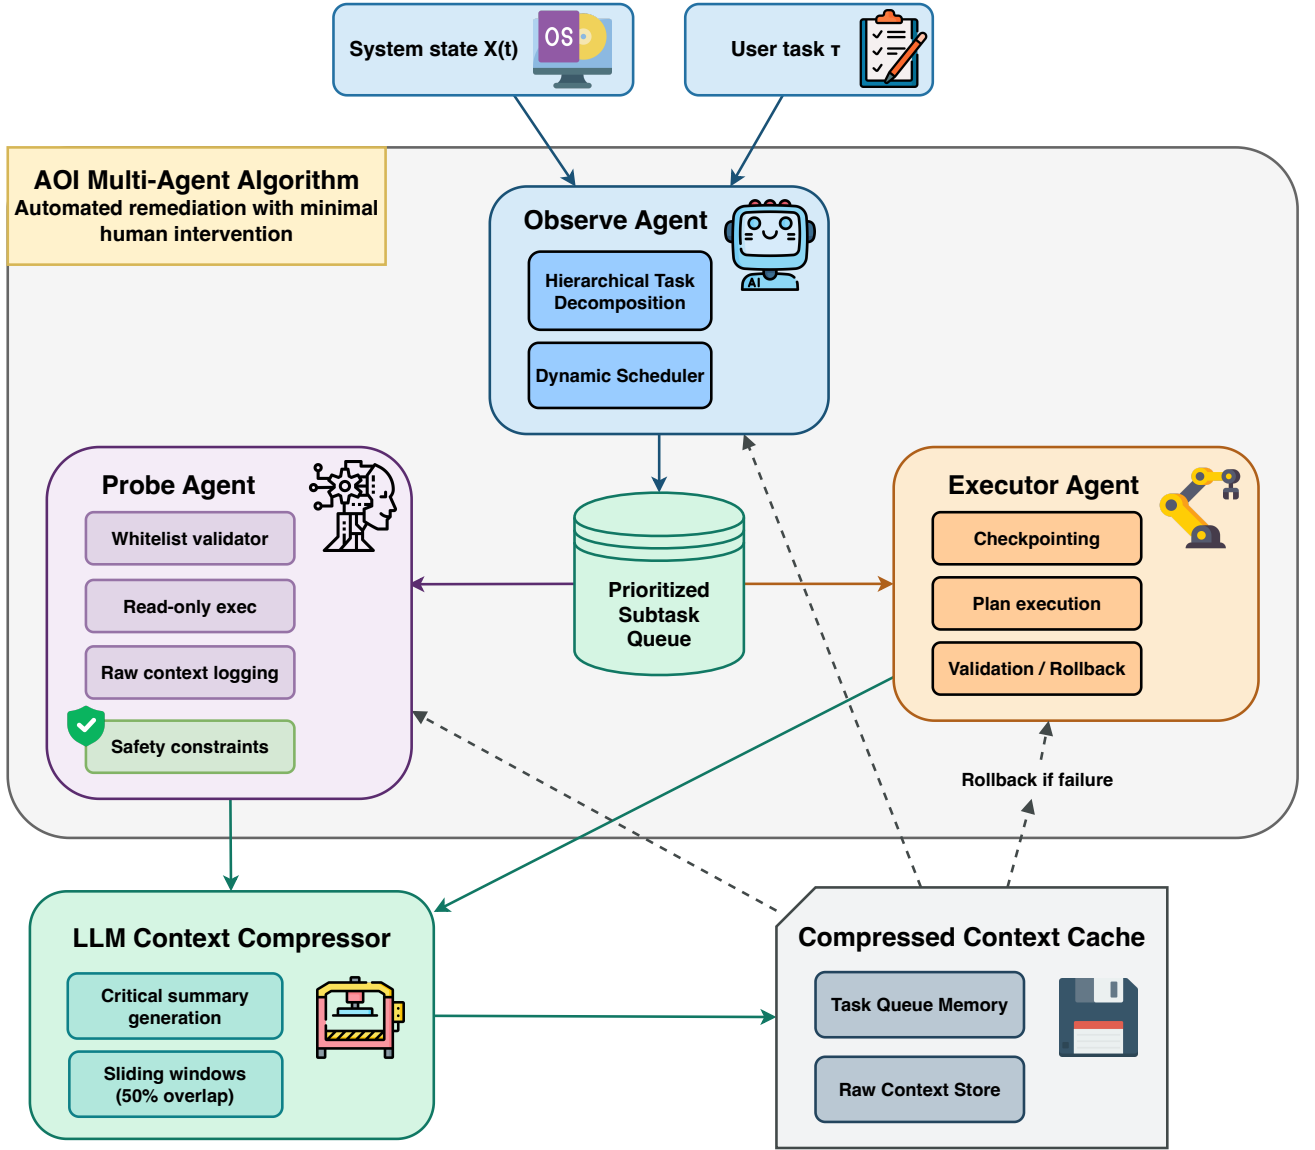 System state X(t)
OS
User task τ
AOI Multi-Agent Algorithm
Automated remediation with minimal
human intervention
Observe Agent
AI
Hierarchical Task
Decomposition
Dynamic Scheduler
Probe Agent
Whitelist validator
Read-only exec
Raw context logging
Safety constraints
Prioritized
Subtask
Queue
Executor Agent
Checkpointing
Plan execution
Validation / Rollback
Rollback if failure
LLM Context Compressor
Critical summary
generation
Sliding windows
(50% overlap)
Compressed Context Cache
Task Queue Memory
Raw Context Store